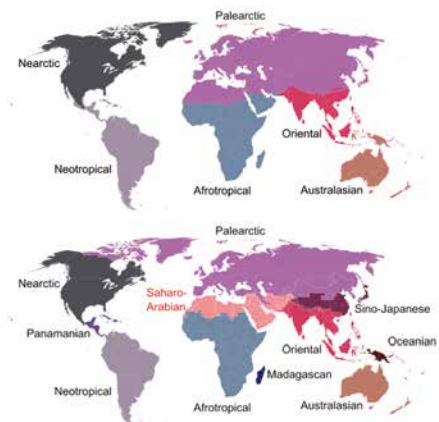 Palearctic
Nearctic
Oriental
Neotropical
Afrotropical
Australasian
Palearctic
Nearctic
Saharo-
Arabian
Sino-Japanese
Panamanian
Oceanian
Oriental
Madagascan
Neotropical
Afrotropical
Australasian